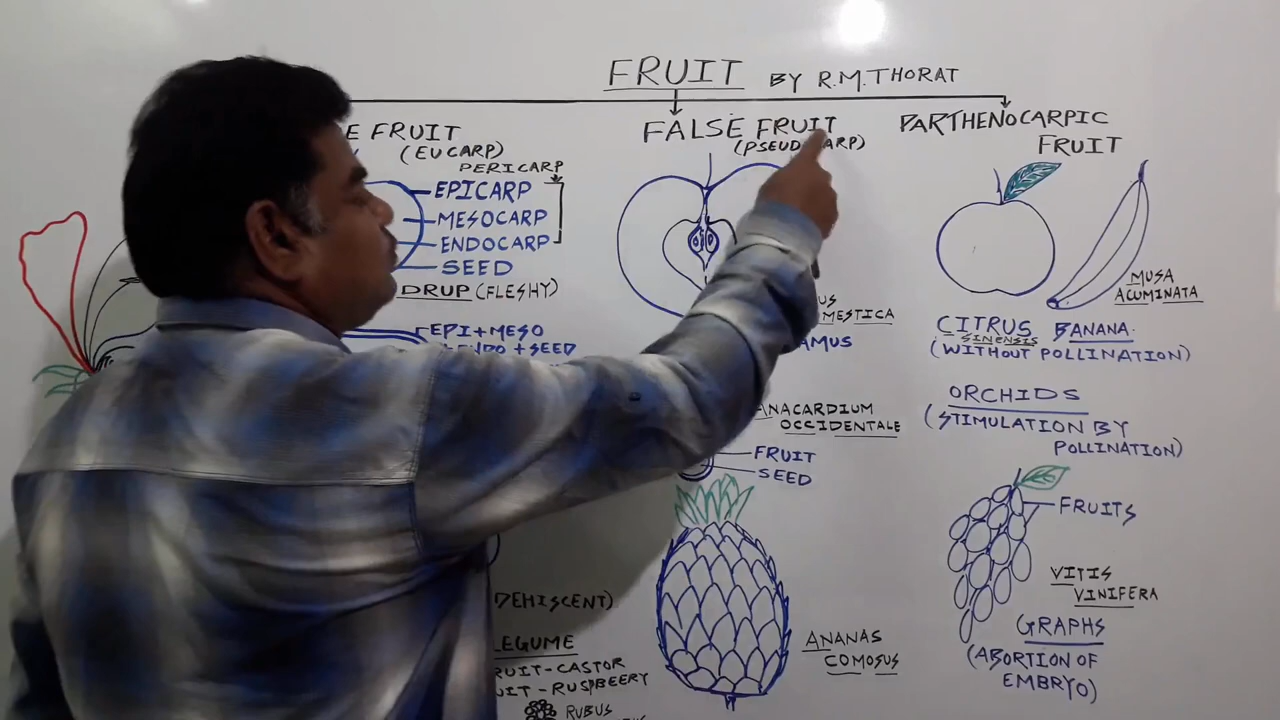 FRUIT BY R.M.THORAT
E FRUIT
(EUCARP)
PERICARP
EPICARP
MESOCARP
ENDOCARP
SEED
DRUP (FLESHY)
EPI+MESO
+ENDO+SEED
DEHISCENT)
LEGUME
RUIT-CASTOR
UIT-RUSPBEERY
RUBUS
FALSE FRUIT
(PSEUD ARP)
US
MESTICA
AMUS
ANACARDIUM
OCCIDENTALE
FRUIT
SEED
ANANAS
COMOSUS
PARTHENOCARPIC
FRUIT
MUSA
ACUMINATA
CITRUS BANANA
SINENSIS
(WITHOUT POLLINATION)
ORCHIDS
(STIMULATION BY
POLLINATION)
FRUITS
VITIS
VINIFERA
GRAPHS
(ABORTION OF
EMBRYO)